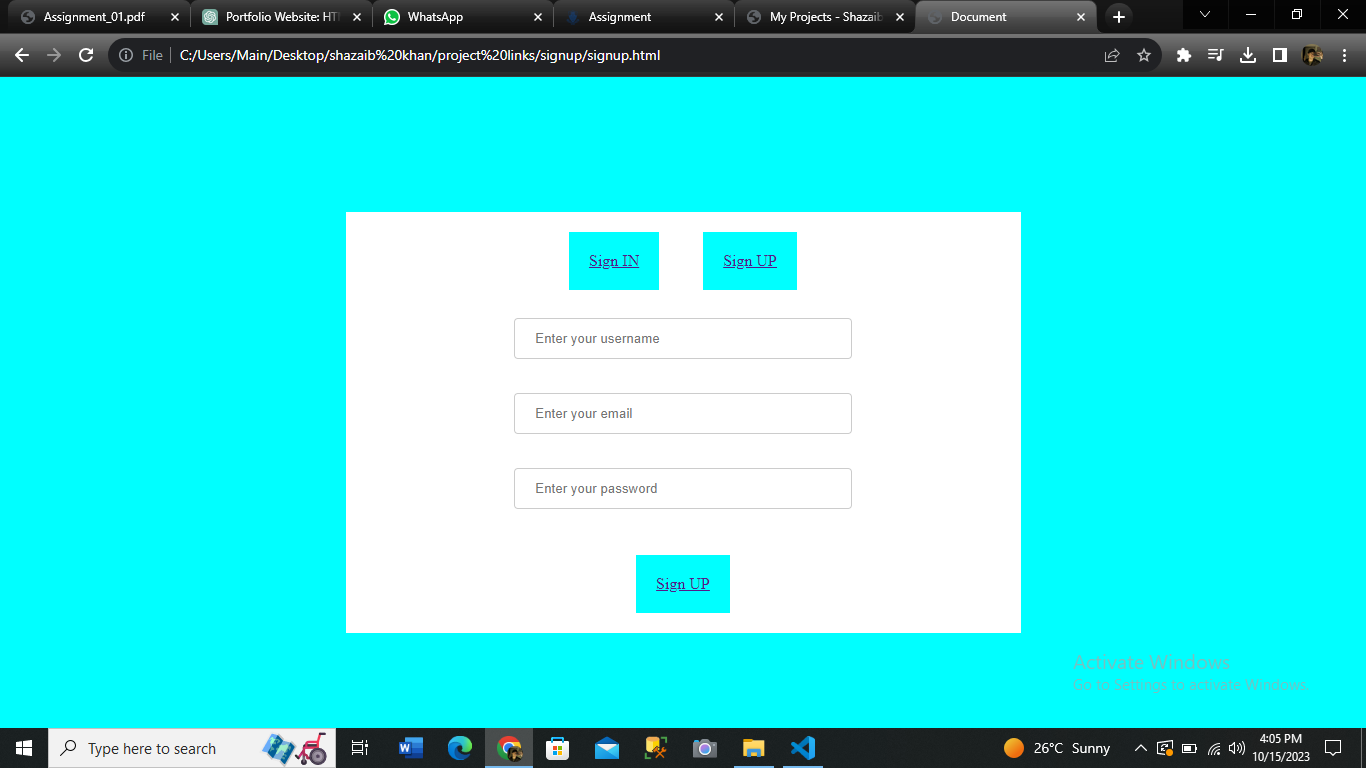 Assignment_01.pdf
Portfolio Website: HT
WhatsApp
Assignment
My Projects - Shazaib
Document
File
C:/Users/Main/Desktop/shazaib%20khan/project%20links/signup/signup.html
Sign IN
Sign UP
Enter your username
Enter your email
Enter your password
Sign UP
Activate Windows
Go to Settings to activate Windows.
Type here to search
26°C Sunny
4:05 PM
10/15/2023